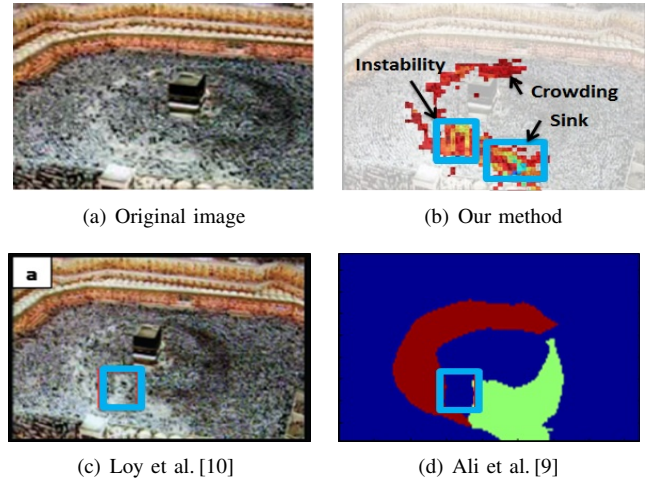 Instability
Crowding
Sink
(a) Original image
(b) Our method
a
(c) Loy et al. [10]
(d) Ali et al. [9]